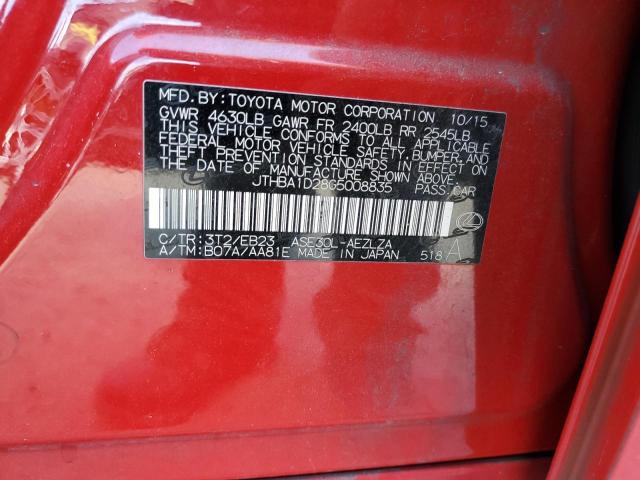 MFD. BY: TOYOTA MOTOR CORPORATION 10/15
GVWR 4630LB GAWR FR 2400LB RR 2545LB
THIS VEHICLE CONFORMS TO ALL APPLICABLE
FEDERAL MOTOR VEHICLE SAFETY, BUMPER, AND
THEFT PREVENTION STANDARDS IN EFFECT ON
THE DATE OF MANUFACTURE SHOWN ABOVE.
JTHBA1D28G5008835 PASS.CAR
C/TR: 3T2/EB23 ASE30L-AEZLZA
A/TM: B07A/AA81E MADE IN JAPAN 518 A